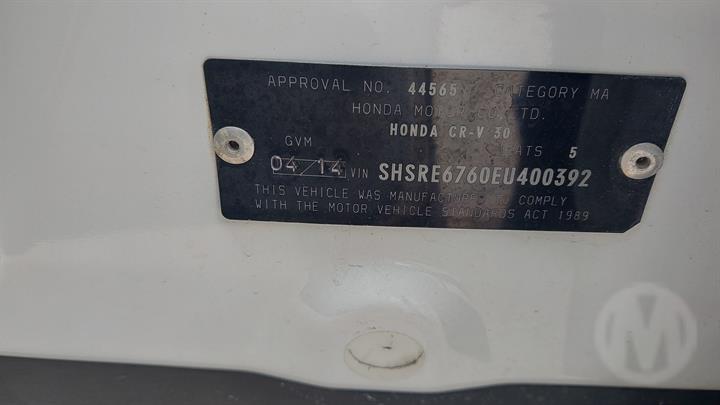 APPROVAL NO. 44565 CATEGORY MA
HONDA MOTOR CO., LTD.
HONDA CR-V 30
GVM SEATS 5
04/14 VIN SHSRE6760EU400392
THIS VEHICLE WAS MANUFACTURED TO COMPLY
WITH THE MOTOR VEHICLE STANDARDS ACT 1989
M